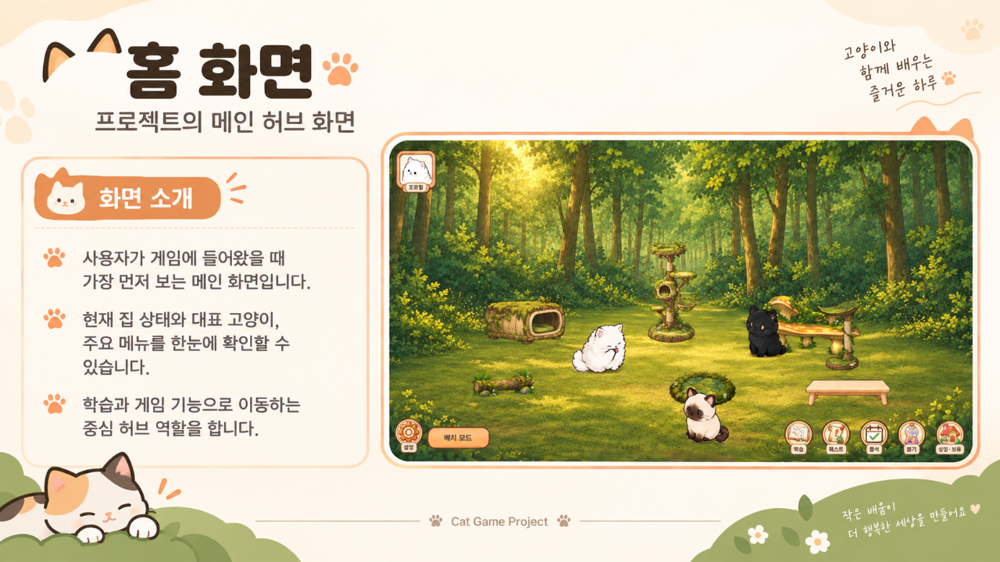 홈 화면
프로젝트의 메인 허브 화면
고양이와
함께 배우는
즐거운 하루
화면 소개
사용자가 게임에 들어왔을 때
가장 먼저 보는 메인 화면입니다.
현재 집 상태와 대표 고양이,
주요 메뉴를 한눈에 확인할 수
있습니다.
학습과 게임 기능으로 이동하는
중심 허브 역할을 합니다.
설정
배치 모드
학습
퀘스트
출석
뽑기
상점·보유
Cat Game Project
작은 배움이
더 행복한 세상을 만들어요